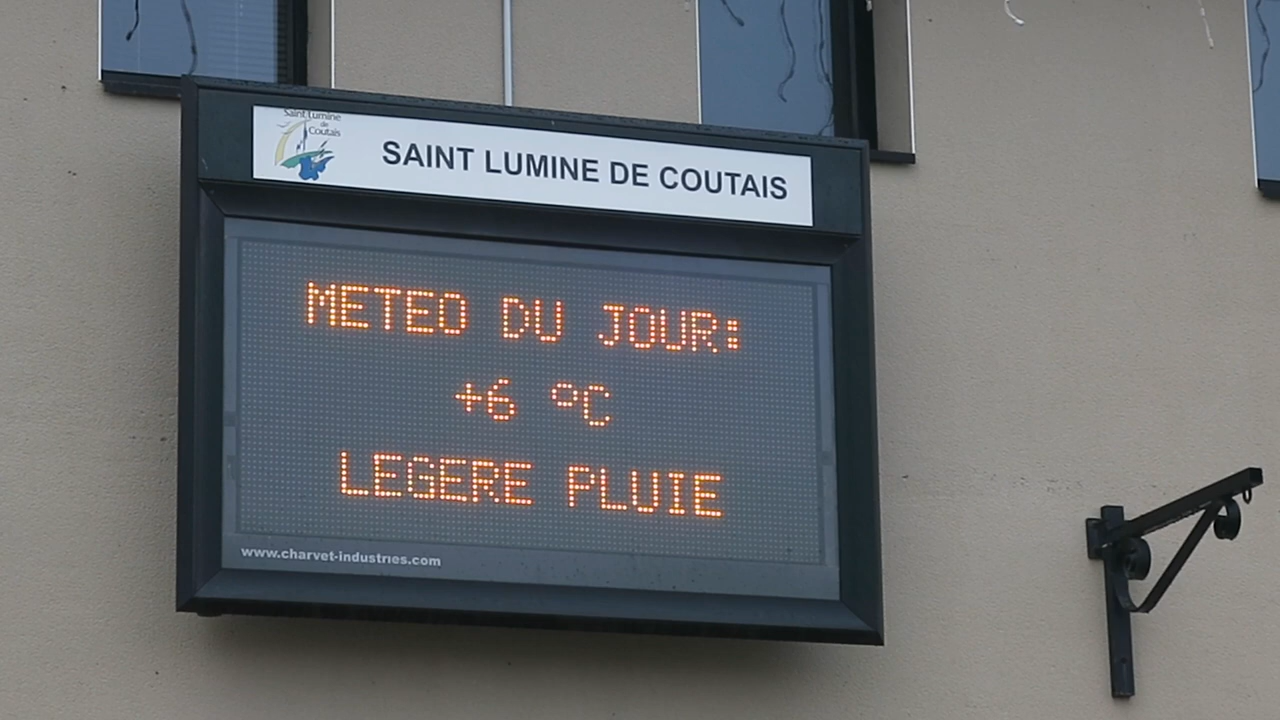 Saint Lumine
de
Coutais
SAINT LUMINE DE COUTAIS
METEO DU JOUR:
+6 °C
LEGERE PLUIE
www.charvet-industries.com